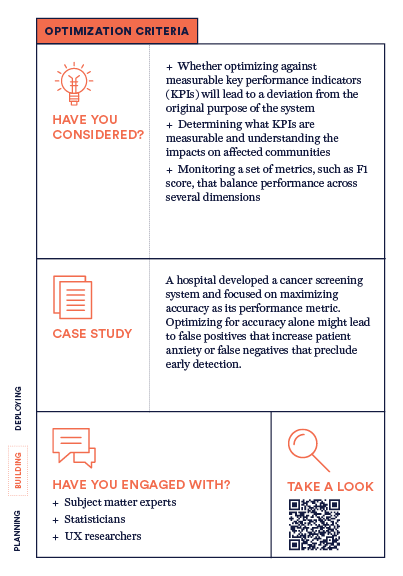 OPTIMIZATION CRITERIA
HAVE YOU
CONSIDERED?
+ Whether optimizing against
measurable key performance indicators
(KPIs) will lead to a deviation from the
original purpose of the system
+ Determining what KPIs are
measurable and understanding the
impacts on affected communities
+ Monitoring a set of metrics, such as F1
score, that balance performance across
several dimensions
CASE STUDY
A hospital developed a cancer screening
system and focused on maximizing
accuracy as its performance metric.
Optimizing for accuracy alone might lead
to false positives that increase patient
anxiety or false negatives that preclude
early detection.
HAVE YOU ENGAGED WITH?
+ Subject matter experts
+ Statisticians
+ UX researchers
TAKE A LOOK
DEPLOYING
BUILDING
PLANNING